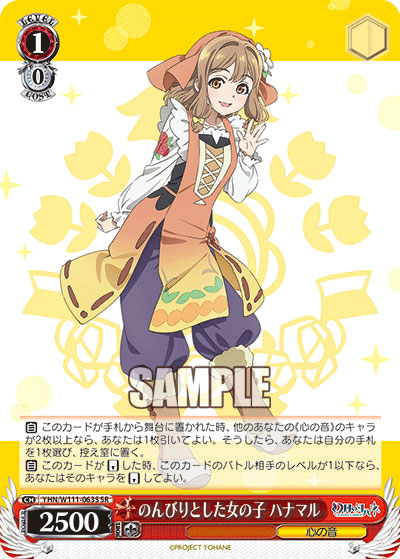 LEVEL
1
0
COST
SAMPLE
自 このカードが手札から舞台に置かれた時、他のあなたの《心の音》のキャラ
が2枚以上なら、あなたは1枚引いてよい。そうしたら、あなたは自分の手札
を1枚選び、控え室に置く。
自 このカードが【リバース】した時、このカードのバトル相手のレベルが1以下なら、
あなたはそのキャラを【リバース】してよい。
CH YHN/W111-063SSR
2500
のんびりとした女の子 ハナマル
心の音
©PROJECT YOHANE